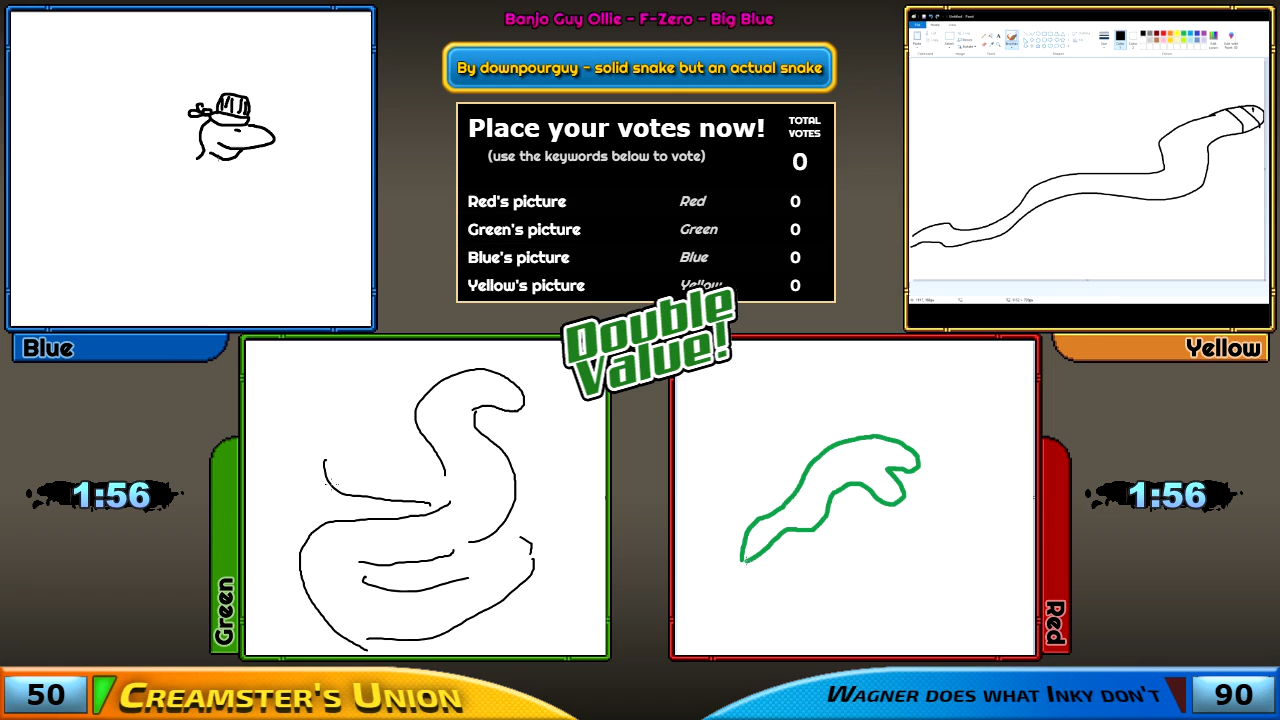 Banjo Guy Ollie - F-Zero - Big Blue
By downpourguy - solid snake but an actual snake
Place your votes now!
TOTAL VOTES
(use the keywords below to vote)
0
Red's picture Red 0
Green's picture Green 0
Blue's picture Blue 0
Yellow's picture Yellow 0
Double Value!
Blue
Yellow
1:56
1:56
Green
Red
50
Creamster's Union
Wagner does what Inky don't
90